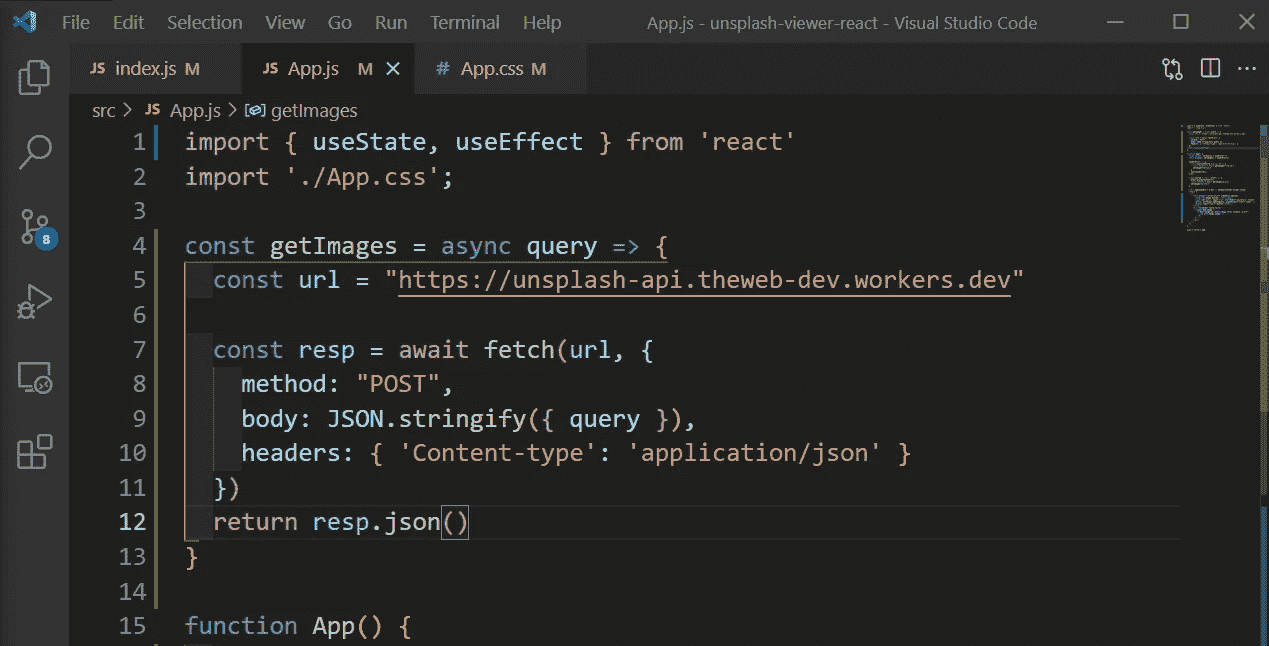 File Edit Selection View Go Run Terminal Help App.js - unsplash-viewer-react - Visual Studio Code
JS index.js M JS App.js M # App.css M
src > JS App.js > getImages
1 import { useState, useEffect } from 'react'
2 import './App.css';
3
4 const getImages = async query => {
5 const url = "https://unsplash-api.theweb-dev.workers.dev"
6
7 const resp = await fetch(url, {
8 method: "POST",
9 body: JSON.stringify({ query }),
10 headers: { 'Content-type': 'application/json' }
11 })
12 return resp.json()
13 }
14
15 function App() {
8